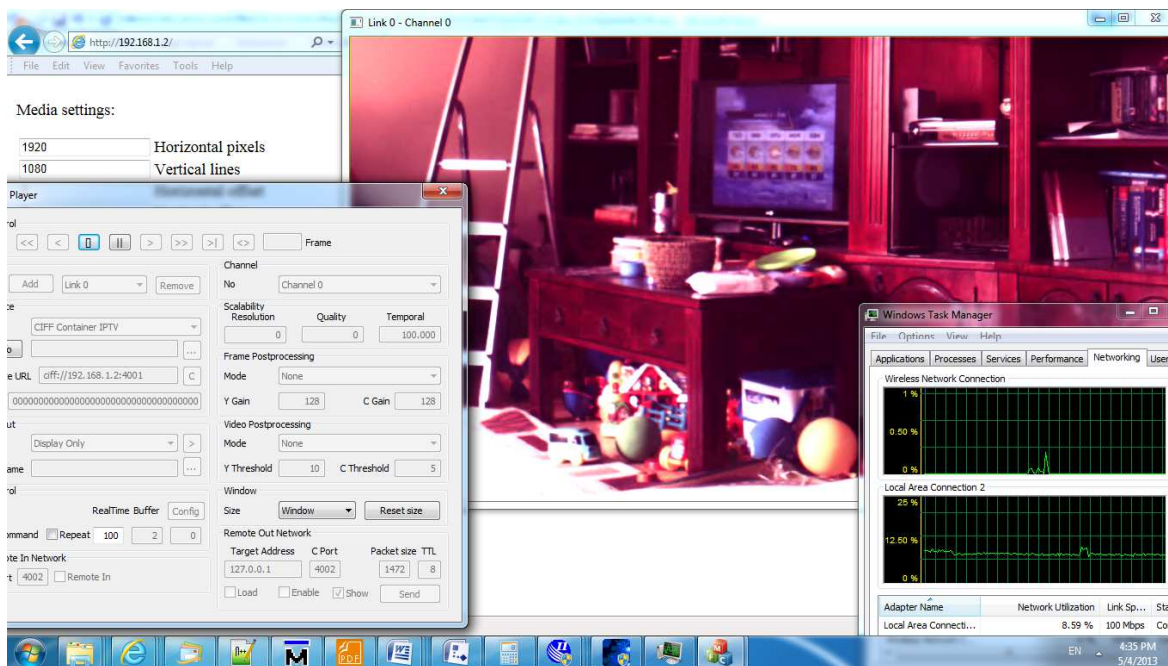 Link 0 - Channel 0
http://192.168.1.2/
File Edit View Favorites Tools Help
Media settings:
1920 Horizontal pixels
1080 Vertical lines
Horizontal offset
Player
<< < || > >> >| <> Frame
Add Link 0 Remove
CIFF Container IPTV
...
URL ciff://192.168.1.2:4001 C
Display Only >
...
RealTime Buffer Config
Repeat 100 2 0
In Network
4002 Remote In
Channel
No Channel 0
Scalability
Resolution Quality Temporal
0 0 100.000
Frame Postprocessing
Mode None
Y Gain 128 C Gain 128
Video Postprocessing
Mode None
Y Threshold 10 C Threshold 5
Window
Size Window Reset size
Remote Out Network
Target Address C Port Packet size TTL
127.0.0.1 4002 1472 8
Load Enable Show Send
Windows Task Manager
File Options View Help
Applications Processes Services Performance Networking
Wireless Network Connection
1 %
0.50 %
0 %
Local Area Connection 2
25 %
12.50 %
0 %
Adapter Name Network Utilization Link Sp...
Local Area Connecti... 8.59 % 100 Mbps
PDF
EN 4:35 PM
5/4/2013